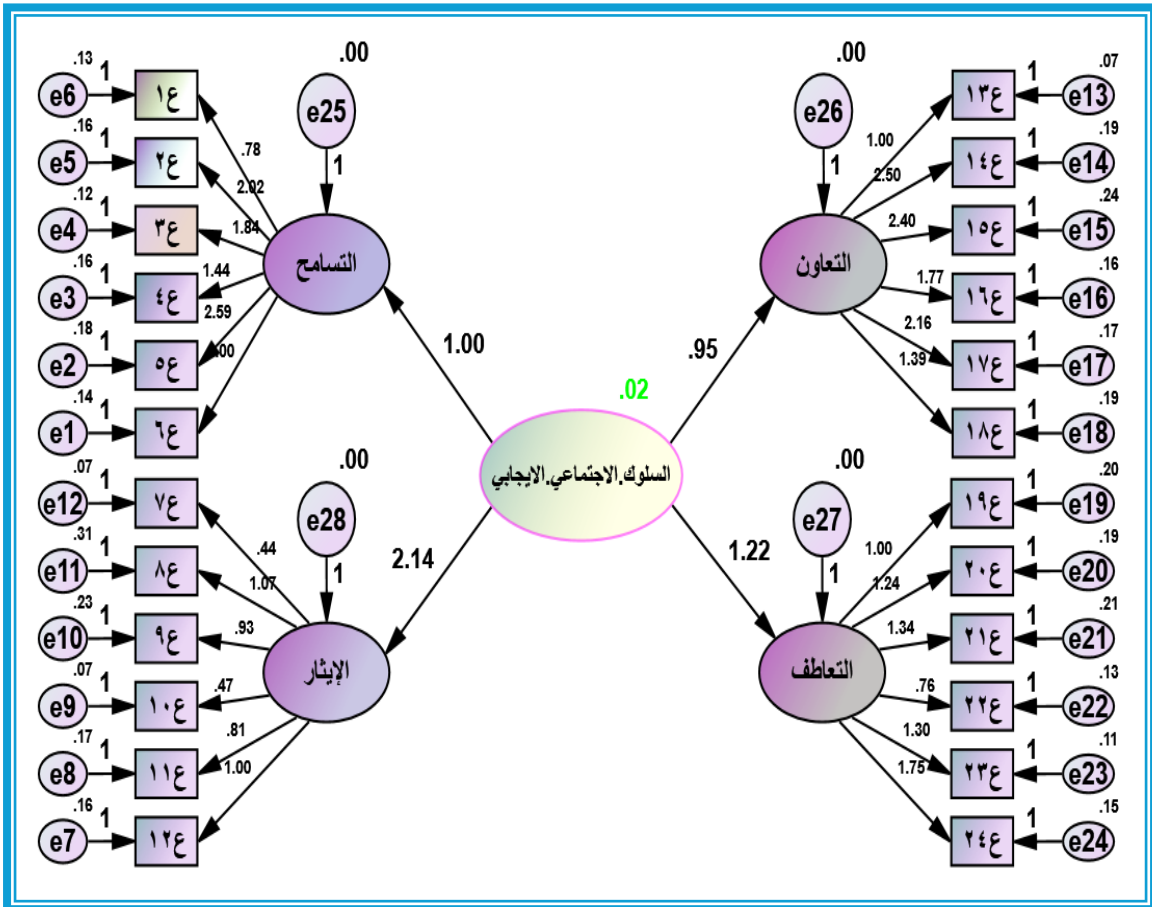 .00
.00
.13
1
e6
ع١
e25
e26
ع١٣
1
.07
e13
.16
1
e5
ع٢
.78
1
1
1.00
ع١٤
1
.19
e14
2.02
2.50
.12
1
e4
ع٣
1.84
التسامح
التعاون
2.40
ع١٥
1
.24
e15
.16
1
e3
ع٤
1.44
1.77
ع١٦
1
.16
e16
.18
1
e2
ع٥
2.59
1.00
.95
2.16
ع١٧
1
.17
e17
1.39
.14
1
e1
ع٦
.02
ع١٨
1
.19
e18
السلوك.الاجتماعي.الايجابي
.00
.00
.07
1
e12
ع٧
e28
e27
ع١٩
1
.20
e19
.44
2.14
1.22
1.00
.31
1
e11
ع٨
1.07
1
1
1.24
ع٢٠
1
.19
e20
.23
1
e10
ع٩
.93
الإيثار
التعاطف
1.34
ع٢١
1
.21
e21
.07
1
e9
ع١٠
.47
.76
ع٢٢
1
.13
e22
.17
1
e8
ع١١
.81
1.30
ع٢٣
1
.11
e23
1.00
1.75
.16
1
e7
ع١٢
ع٢٤
1
.15
e24